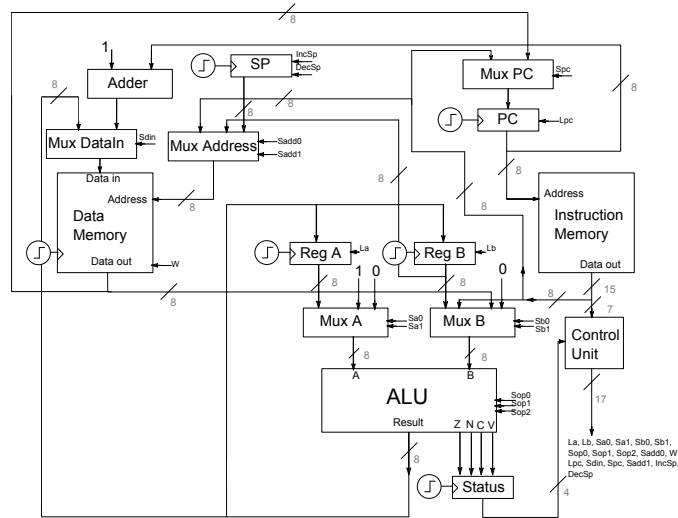 8
8
1
IncSp
SP
DecSp
Adder
Mux PC
Spc
8
8
8
8
PC
Lpc
Mux DataIn
Sdin
Mux Address
Sadd0
Sadd1
8
Data in
Address
8
Data
Memory
Data out
W
8
8
Address
Instruction
Memory
Data out
Reg A
La
Reg B
Lb
1 0
0
8
8
8
8
15
7
Mux A
Sa0
Sa1
Mux B
Sb0
Sb1
Control
Unit
8
8
A
B
ALU
Sop0
Sop1
Sop2
Result
Z N C V
17
8
La, Lb, Sa0, Sa1, Sb0, Sb1,
Sop0, Sop1, Sop2, Sadd0, W
Lpc, Sdin, Spc, Sadd1, IncSp,
DecSp
Status
4